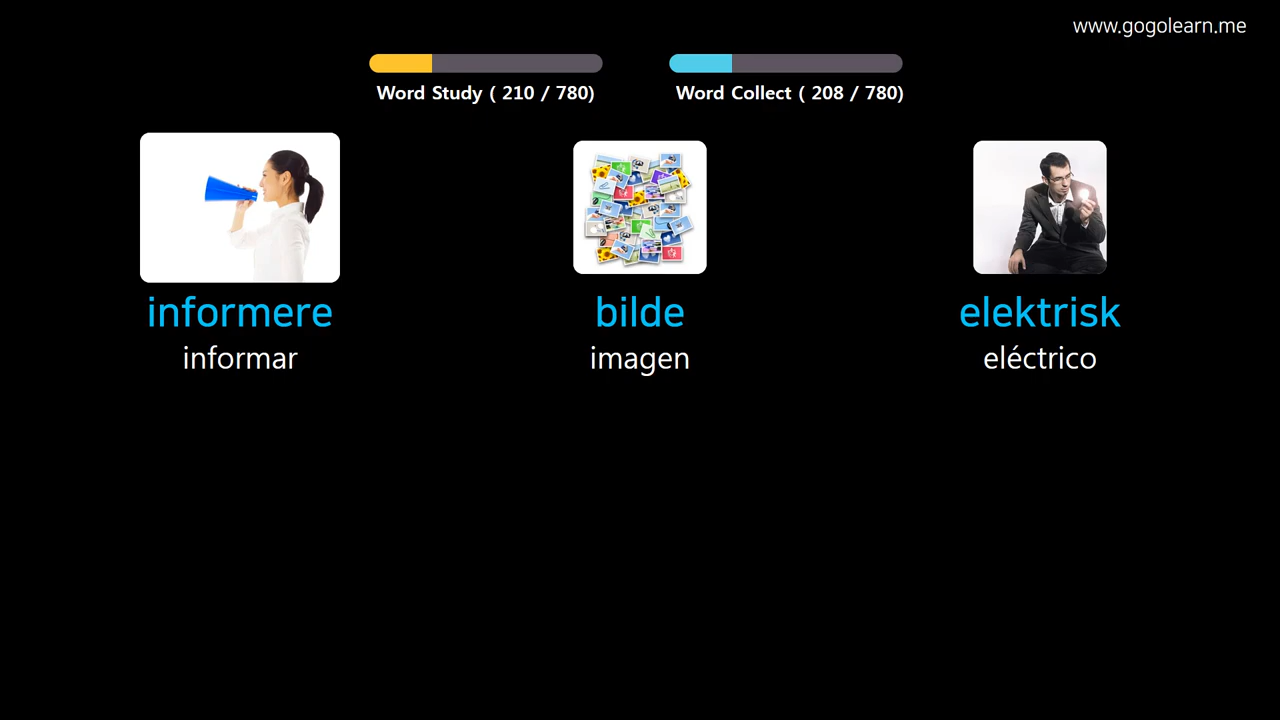 www.gogolearn.me
Word Study ( 210 / 780)
Word Collect ( 208 / 780)
informere
bilde
elektrisk
informar
imagen
eléctrico